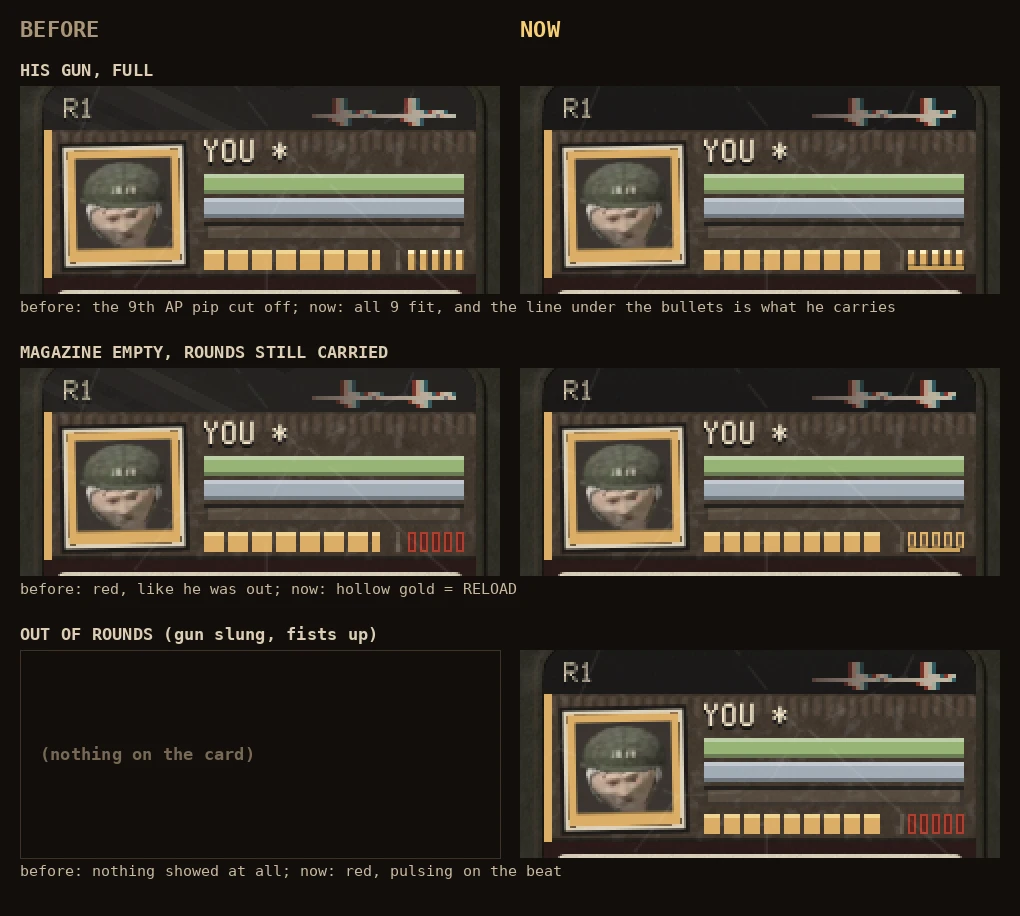 BEFORE NOW
HIS GUN, FULL
R1 R1
YOU * YOU *
before: the 9th AP pip cut off; now: all 9 fit, and the line under the bullets is what he carries
MAGAZINE EMPTY, ROUNDS STILL CARRIED
R1 R1
YOU * YOU *
before: red, like he was out; now: hollow gold = RELOAD
OUT OF ROUNDS (gun slung, fists up)
R1
YOU *
(nothing on the card)
before: nothing showed at all; now: red, pulsing on the beat